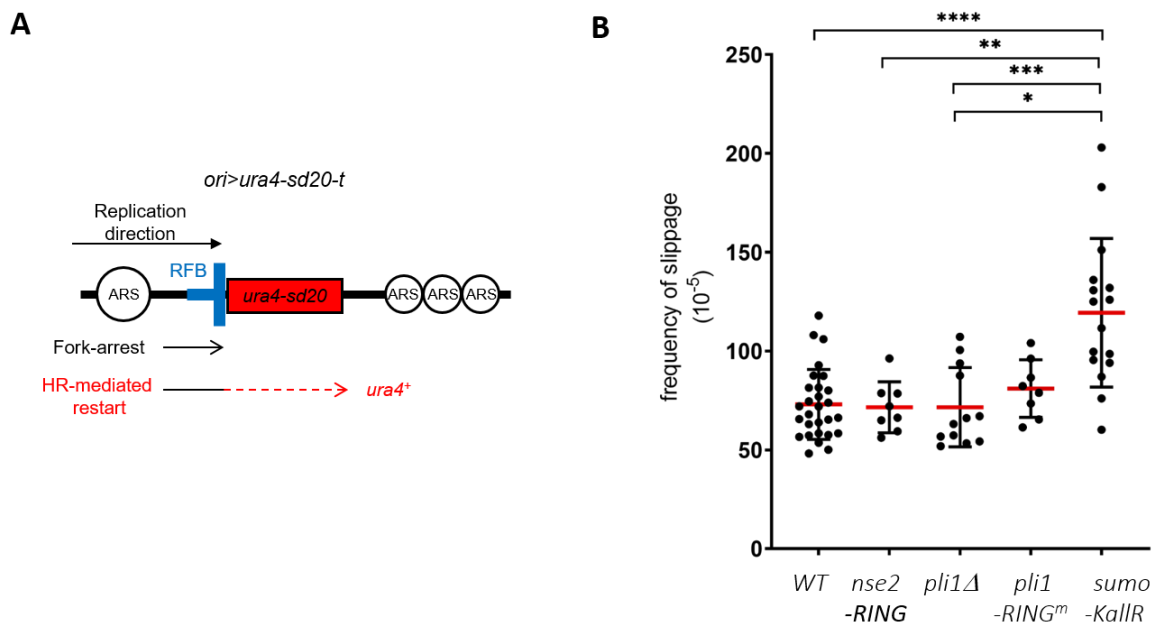 A
ori>ura4-sd20-t
Replication
direction
RFB
ARS
ura4-sd20
ARS
ARS
ARS
Fork-arrest
HR-mediated
restart
ura4⁺
B
****
**
***
*
frequency of slippage
(10⁻⁵)
250
200
150
100
50
0
WT
nse2
-RING
pli1Δ
pli1
-RINGᵐ
sumo
-KallR